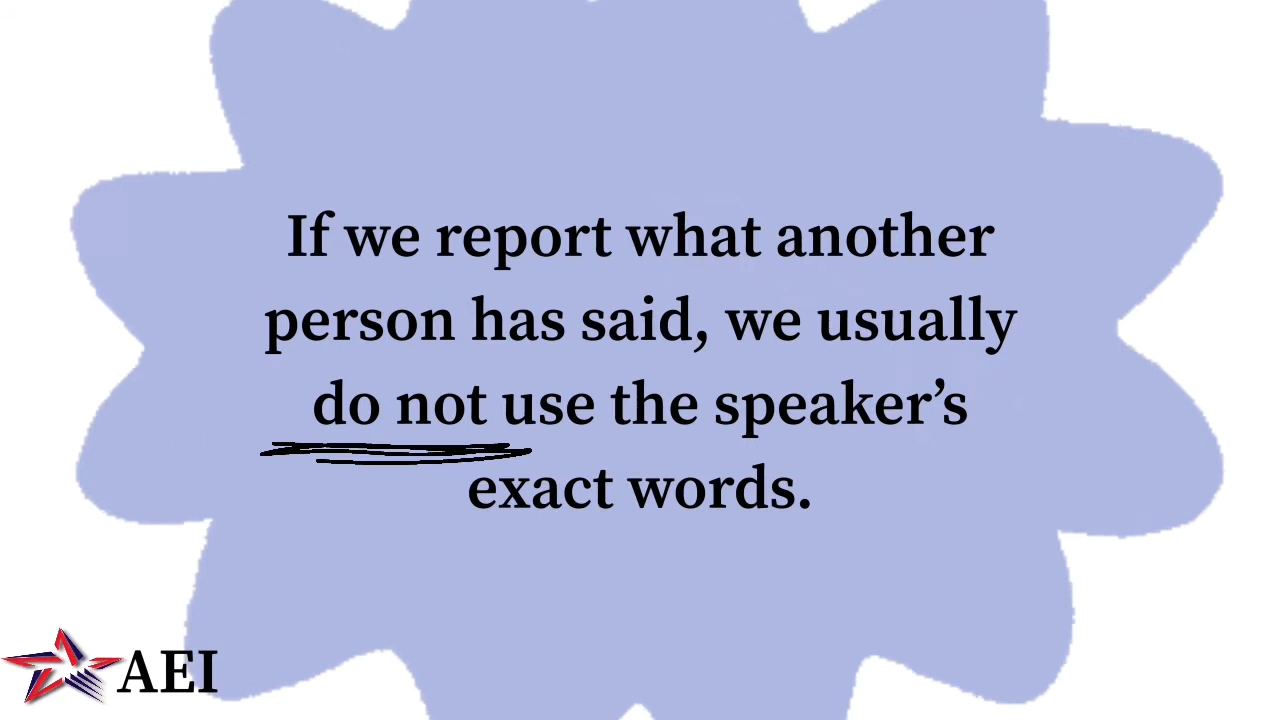 If we report what another
person has said, we usually
do not use the speaker’s
exact words.
AEI